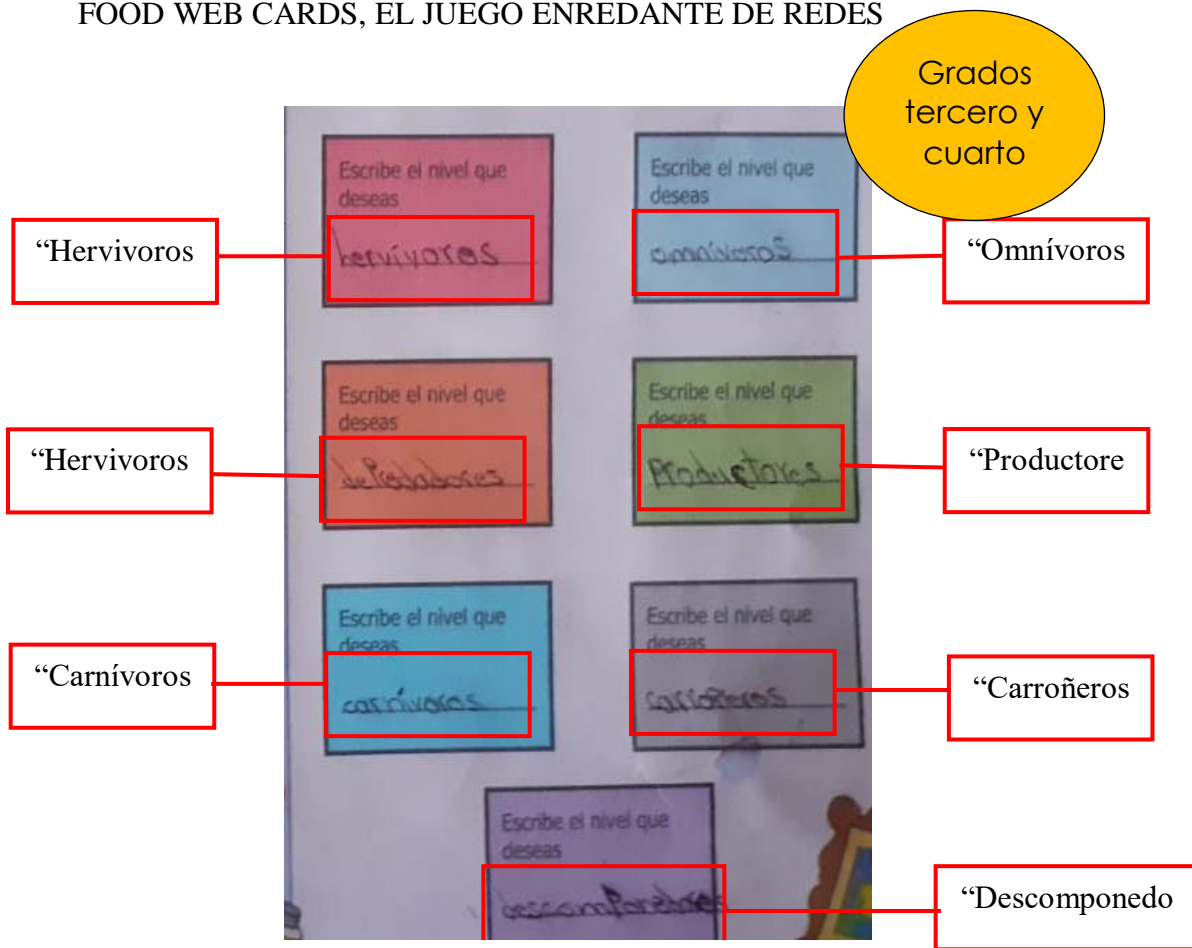 FOOD WEB CARDS, EL JUEGO ENREDANTE DE REDES
Grados
tercero y
cuarto
Escribe el nivel que
deseas
hervívoros
“Hervivoros
Escribe el nivel que
deseas
omnívoros
“Omnívoros
Escribe el nivel que
deseas
depredadores
“Hervivoros
Escribe el nivel que
deseas
Productores
“Productore
Escribe el nivel que
deseas
carnívoros
“Carnívoros
Escribe el nivel que
deseas
carroñeros
“Carroñeros
Escribe el nivel que
deseas
descomponedores
“Descomponedo